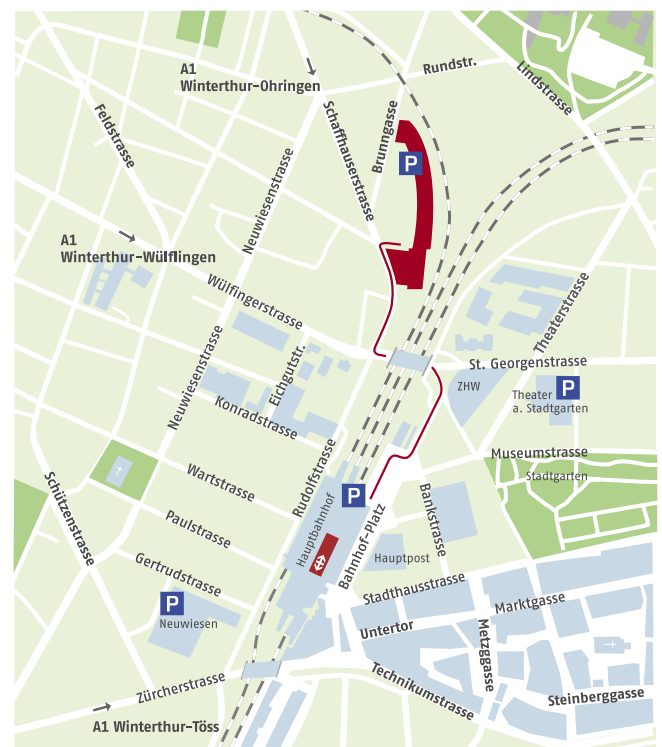 A1
Winterthur-Ohringen
Rundstr.
Lindstrasse
Feldstrasse
Schaffhauserstrasse
Brunngasse
P
Neuwiesenstrasse
A1
Winterthur-Wülflingen
Wülfingerstrasse
Theaterstrasse
Neuwiesenstrasse
Eichgutstr.
St. Georgenstrasse
ZHW
Theater
a. Stadtgarten
P
Konradstrasse
Museumstrasse
Stadtgarten
Wartstrasse
Rudolfstrasse
P
Hauptbahnhof
Bahnhof-Platz
Bankstrasse
Schützenstrasse
Paulstrasse
Hauptpost
Gertrudstrasse
Stadthausstrasse
P
Neuwiesen
Marktgasse
Untertor
Metzggasse
Zürcherstrasse
Technikumstrasse
Steinberggasse
A1 Winterthur-Töss